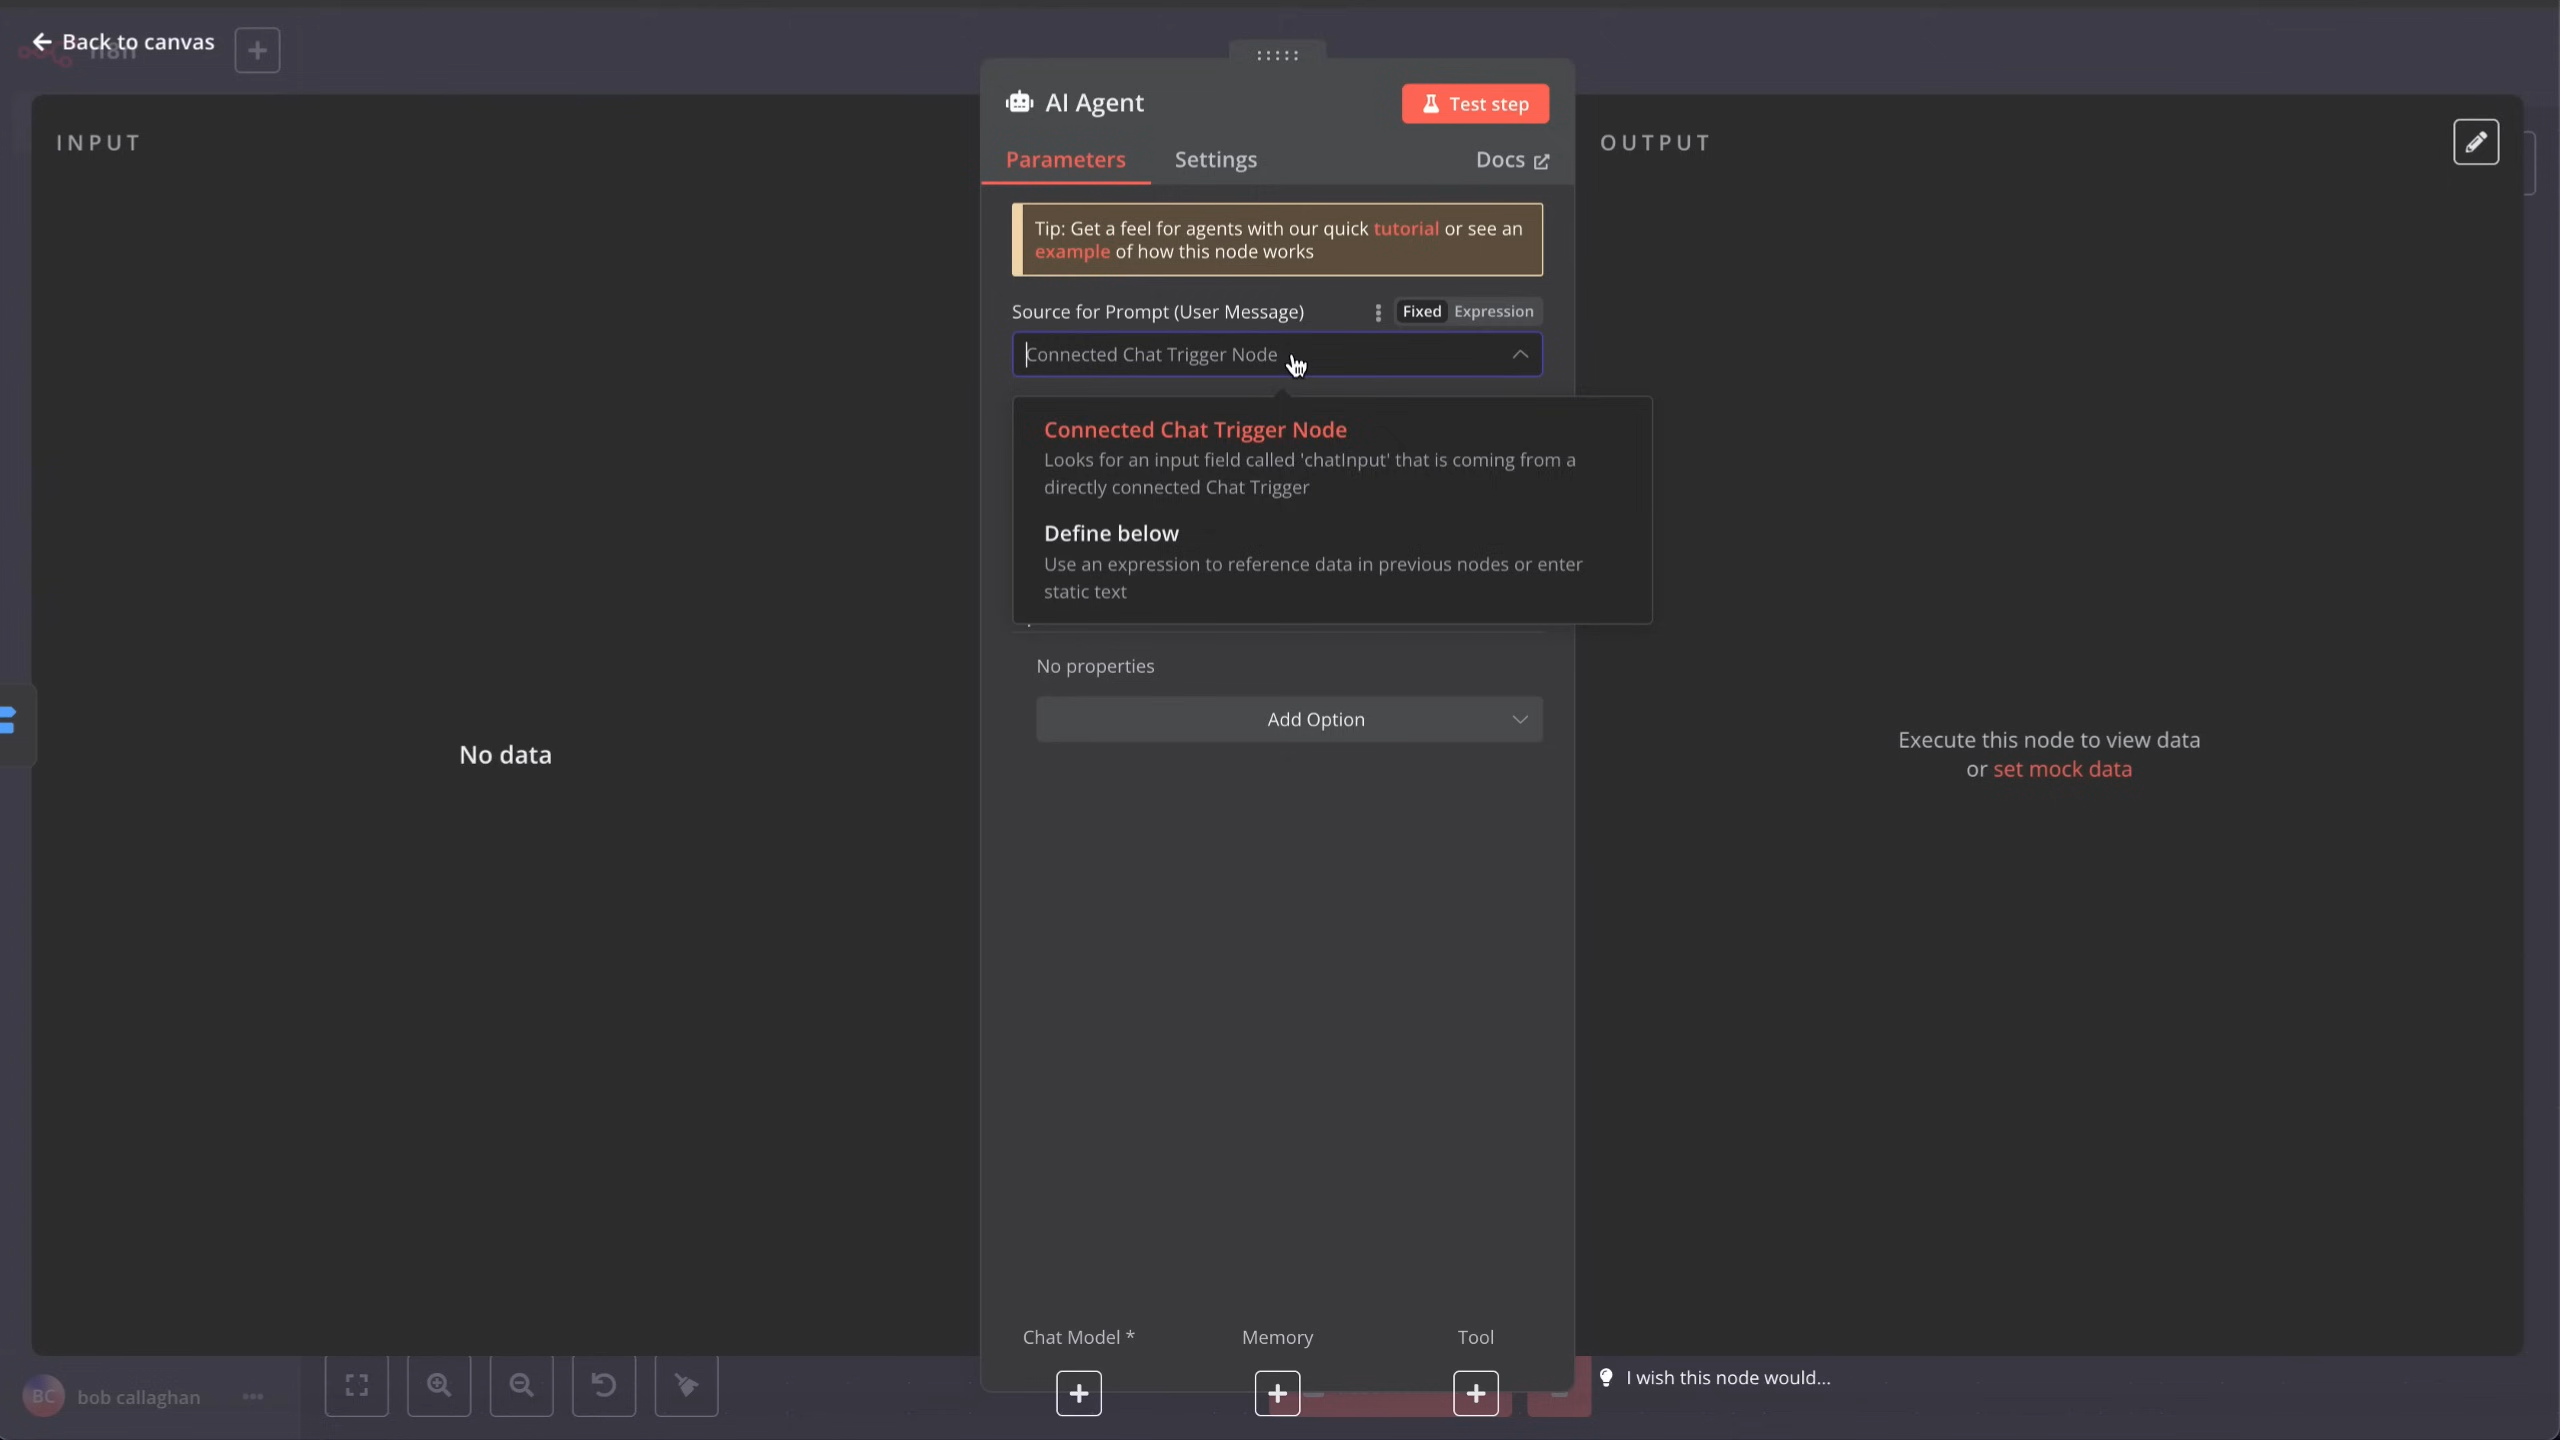 Back to canvas
n8n
INPUT
AI Agent
Test step
Parameters
Settings
Docs
OUTPUT
Tip: Get a feel for agents with our quick tutorial or see an
example of how this node works
Source for Prompt (User Message)
Fixed
Expression
Connected Chat Trigger Node
Connected Chat Trigger Node
Looks for an input field called 'chatInput' that is coming from a
directly connected Chat Trigger
Define below
Use an expression to reference data in previous nodes or enter
static text
No properties
Add Option
No data
Execute this node to view data
or set mock data
Chat Model *
Memory
Tool
BC
bob callaghan
I wish this node would...